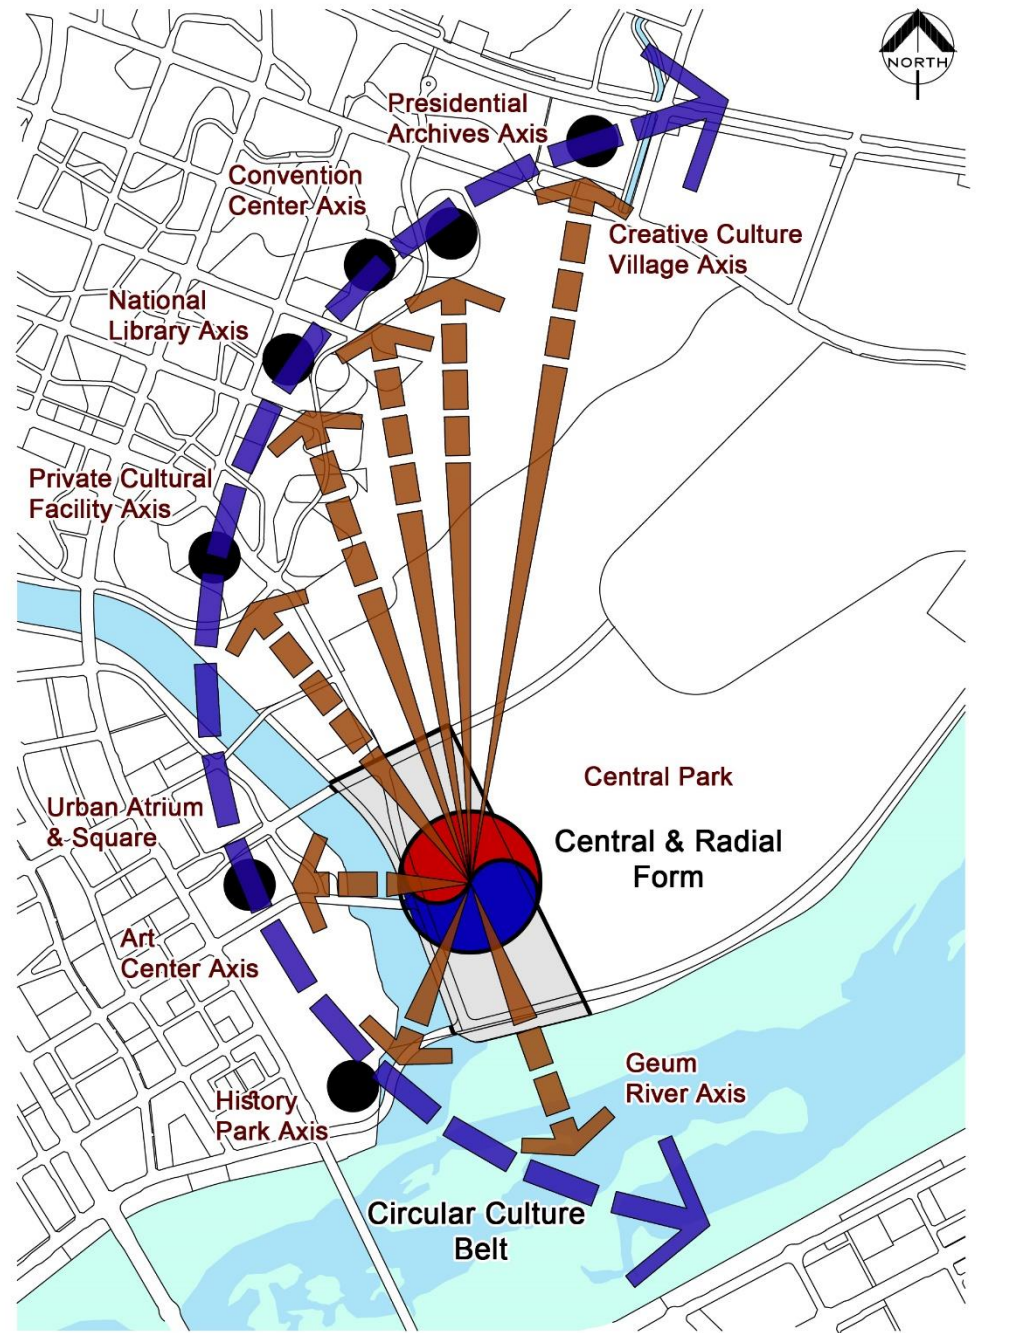 NORTH
Presidential
Archives Axis
Convention
Center Axis
Creative Culture
Village Axis
National
Library Axis
Private Cultural
Facility Axis
Central Park
Urban Atrium
& Square
Central & Radial
Form
Art
Center Axis
Geum
River Axis
History
Park Axis
Circular Culture
Belt